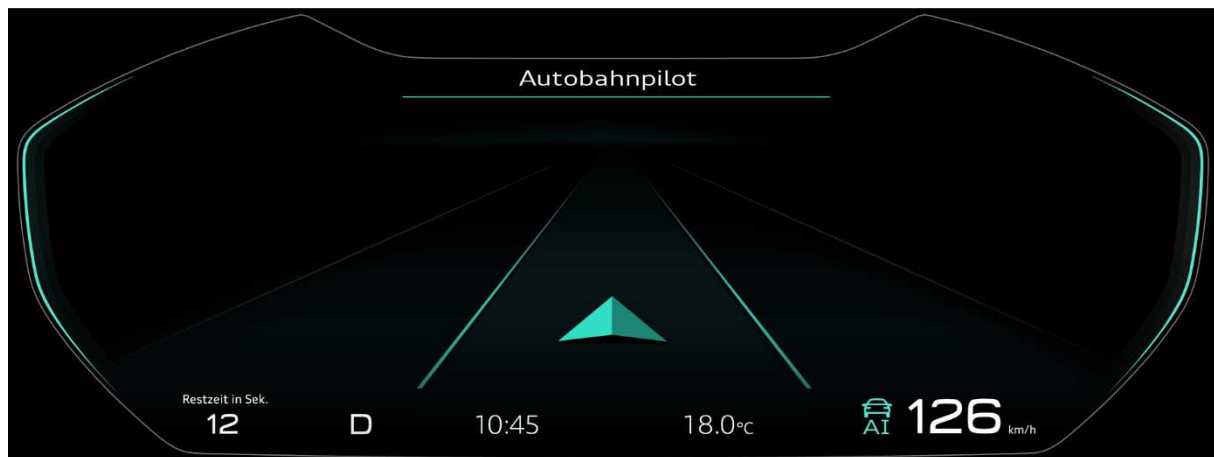 Autobahnpilot
Restzeit in Sek.
12
D
10:45
18.0°C
AI
126 km/h